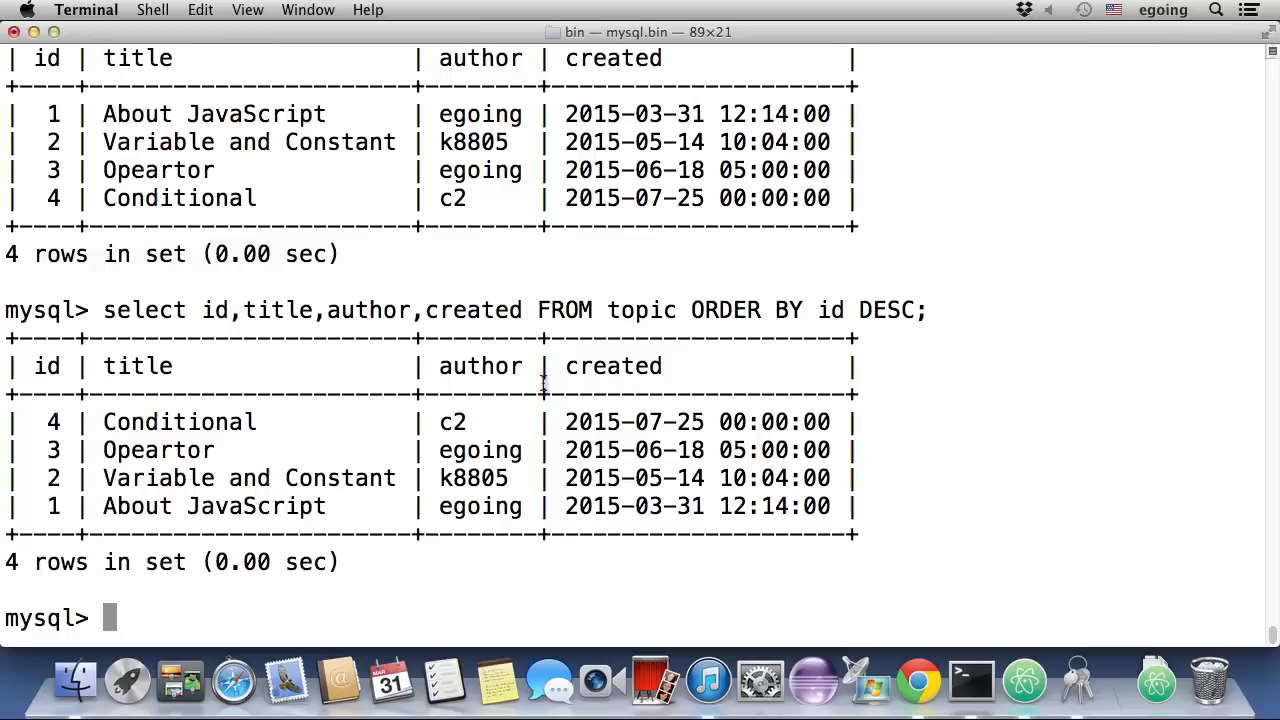 Terminal Shell Edit View Window Help egoing
bin — mysql.bin — 89×21
| id | title | author | created |
+----+-----------------------+--------+---------------------+
| 1 | About JavaScript | egoing | 2015-03-31 12:14:00 |
| 2 | Variable and Constant | k8805 | 2015-05-14 10:04:00 |
| 3 | Opeartor | egoing | 2015-06-18 05:00:00 |
| 4 | Conditional | c2 | 2015-07-25 00:00:00 |
+----+-----------------------+--------+---------------------+
4 rows in set (0.00 sec)
mysql> select id,title,author,created FROM topic ORDER BY id DESC;
+----+-----------------------+--------+---------------------+
| id | title | author | created |
+----+-----------------------+--------+---------------------+
| 4 | Conditional | c2 | 2015-07-25 00:00:00 |
| 3 | Opeartor | egoing | 2015-06-18 05:00:00 |
| 2 | Variable and Constant | k8805 | 2015-05-14 10:04:00 |
| 1 | About JavaScript | egoing | 2015-03-31 12:14:00 |
+----+-----------------------+--------+---------------------+
4 rows in set (0.00 sec)
mysql>
31